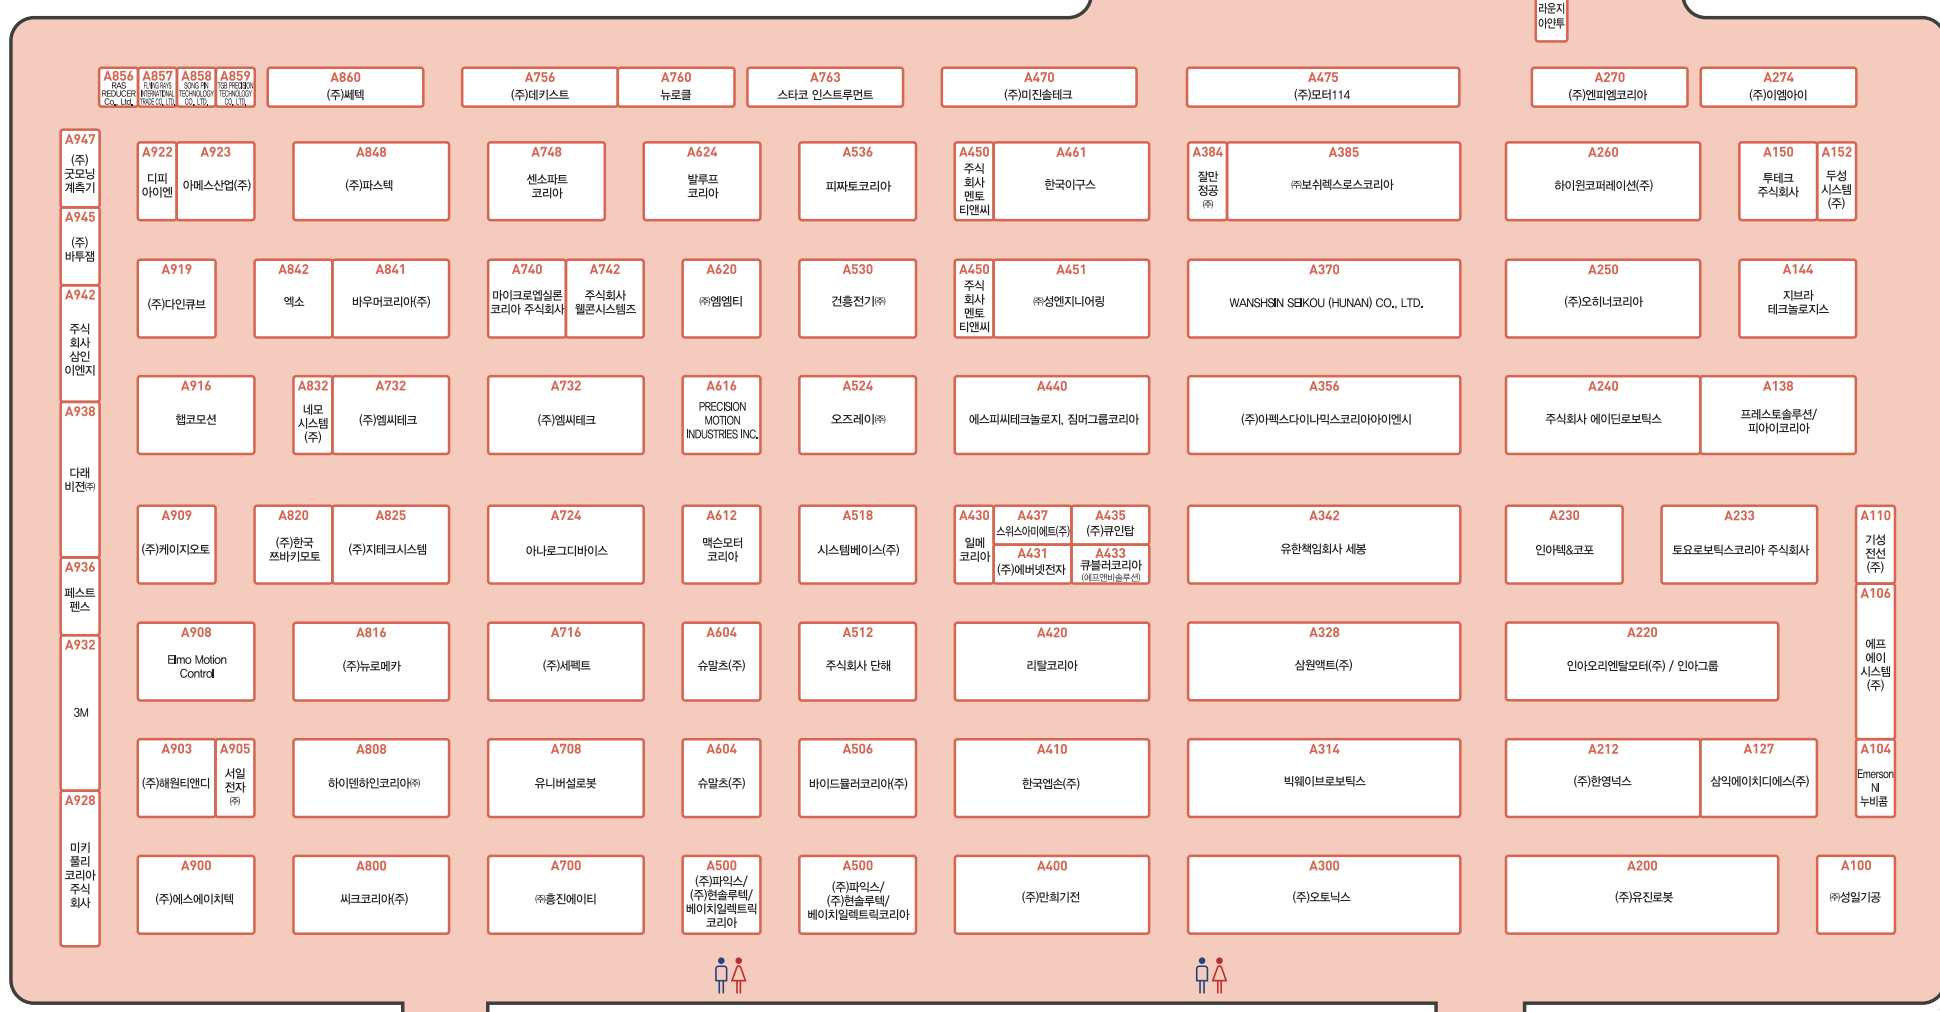 라운지
아얀투
A856
RAS
REDUCER
Co,. Ltd,
A857
FLYING RAYS
INTERNATIONAL
TRADE CO., LTD.
A858
SONG PIN
TECHNOLOGY
CO., LTD.
A859
TGB PRECISION
TECHNOLOGY
CO., LTD.
A860
(주)쎄텍
A756
(주)데키스트
A760
뉴로클
A763
스타코 인스트루먼트
A470
(주)미진솔테크
A475
(주)모터114
A270
(주)엔피엠코리아
A274
(주)이엠아이
A947
(주)
굿모닝
계측기
A922
디피
아이엔
A923
아메스산업(주)
A848
(주)파스텍
A748
센소파트
코리아
A624
발루프
코리아
A536
피짜토코리아
A450
주식
회사
멘토
티앤씨
A461
한국이구스
A384
잘만
정공
㈜
A385
㈜보쉬렉스로스코리아
A260
하이윈코퍼레이션(주)
A150
투테크
주식회사
A152
두성
시스템
(주)
A945
(주)
바투잼
A919
(주)다인큐브
A842
엑소
A841
바우머코리아(주)
A740
마이크로엡실론
코리아 주식회사
A742
주식회사
웰콘시스템즈
A620
㈜엠엠티
A530
건흥전기㈜
A450
주식
회사
멘토
티앤씨
A451
㈜성엔지니어링
A370
WANSHSIN SEIKOU (HUNAN) CO., LTD.
A250
(주)오히너코리아
A144
지브라
테크놀로지스
A942
주식
회사
삼인
이엔지
A916
햅코모션
A832
네모
시스템
(주)
A732
(주)엠씨테크
A732
(주)엠씨테크
A616
PRECISION
MOTION
INDUSTRIES INC.
A524
오즈레이㈜
A440
에스피씨테크놀로지, 짐머그룹코리아
A356
(주)아펙스다이나믹스코리아아이엔시
A240
주식회사 에이딘로보틱스
A138
프레스토솔루션/
피아이코리아
A938
다래
비젼㈜
A909
(주)케이지오토
A820
(주)한국
쯔바키모토
A825
(주)지테크시스템
A724
아나로그디바이스
A612
맥슨모터
코리아
A518
시스템베이스(주)
A430
일메
코리아
A437
스위스아미에트(주)
A435
(주)큐인탑
A431
(주)에버넷전자
A433
큐블러코리아
(에프앤비솔루션)
A342
유한책임회사 세봉
A230
인아텍&코포
A233
토요로보틱스코리아 주식회사
A110
기성
전선
(주)
A936
페스트
펜스
A908
Elmo Motion
Control
A816
(주)뉴로메카
A716
(주)세펙트
A604
슈말츠(주)
A512
주식회사 단해
A420
리탈코리아
A328
삼원액트(주)
A220
인아오리엔탈모터(주) / 인아그룹
A106
에프
에이
시스템
(주)
A932
3M
A903
(주)해원티앤디
A905
서일
전자
㈜
A808
하이덴하인코리아㈜
A708
유니버설로봇
A604
슈말츠(주)
A506
바이드뮬러코리아(주)
A410
한국엡손(주)
A314
빅웨이브로보틱스
A212
(주)한영넉스
A127
삼익에이치디에스(주)
A104
Emerson
NI
누비콤
A928
미키
풀리
코리아
주식
회사
A900
(주)에스에이치텍
A800
씨크코리아(주)
A700
㈜흥진에이티
A500
(주)파익스/
(주)현솔루텍/
베이치일렉트릭
코리아
A500
(주)파익스/
(주)현솔루텍/
베이치일렉트릭코리아
A400
(주)만희기전
A300
(주)오토닉스
A200
(주)유진로봇
A100
㈜성일기공